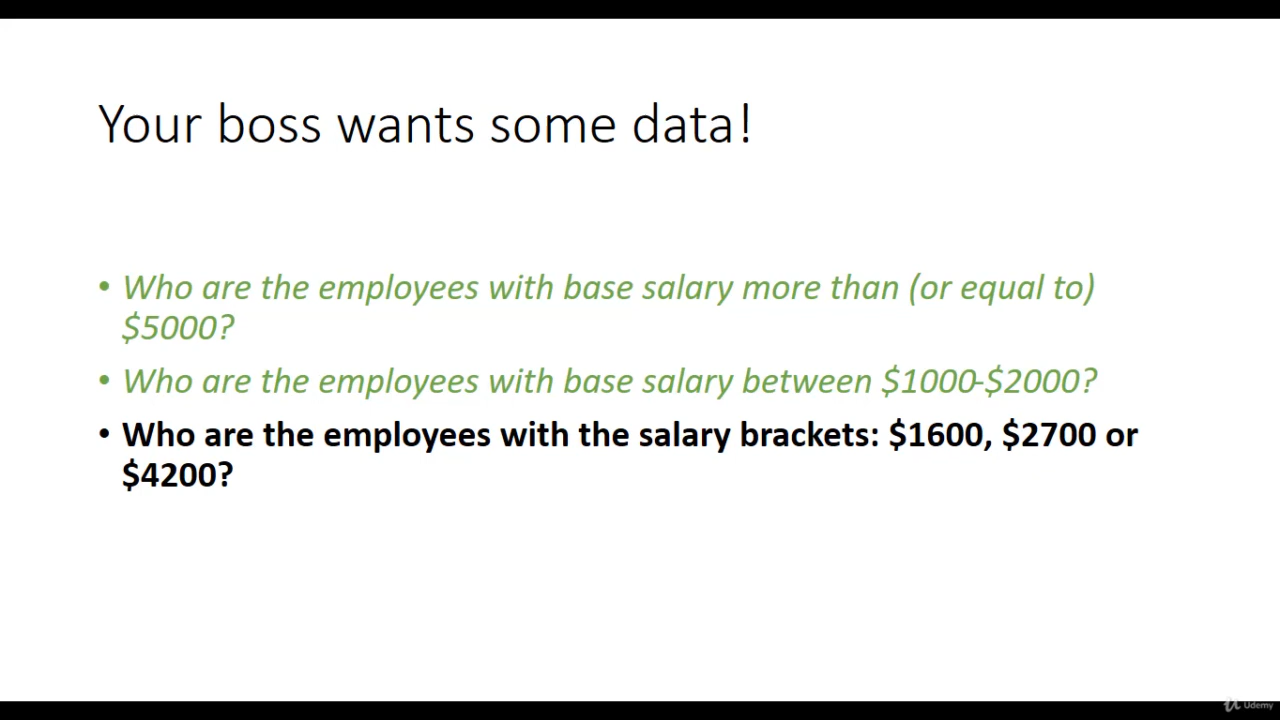 Your boss wants some data!
• Who are the employees with base salary more than (or equal to)
$5000?
• Who are the employees with base salary between $1000-$2000?
• Who are the employees with the salary brackets: $1600, $2700 or
$4200?
Udemy